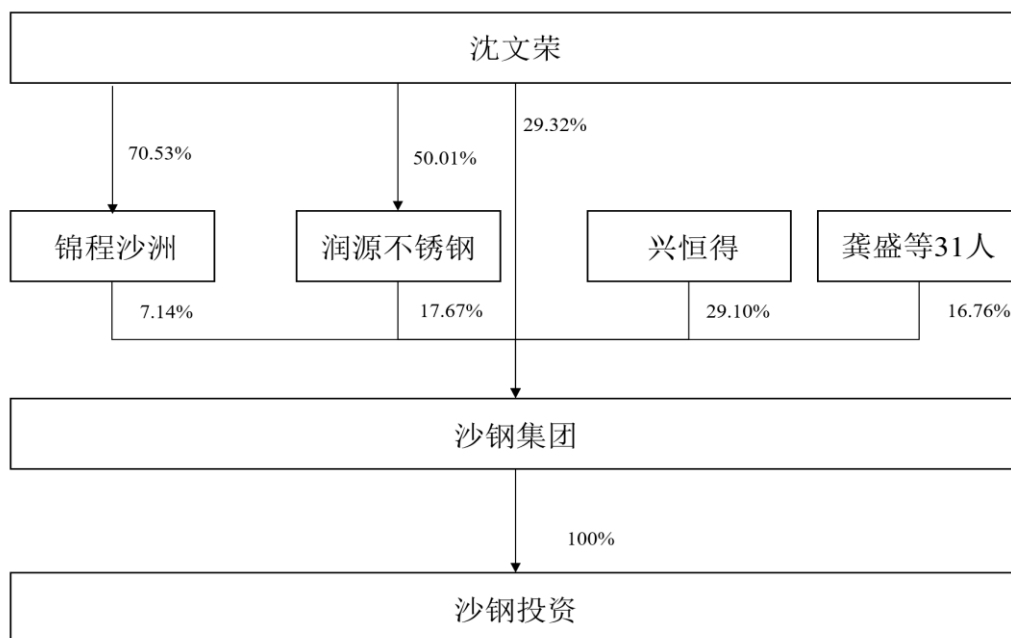 沈文荣
29.32%
70.53%
50.01%
锦程沙洲
润源不锈钢
兴恒得
龚盛等31人
7.14%
17.67%
29.10%
16.76%
沙钢集团
100%
沙钢投资